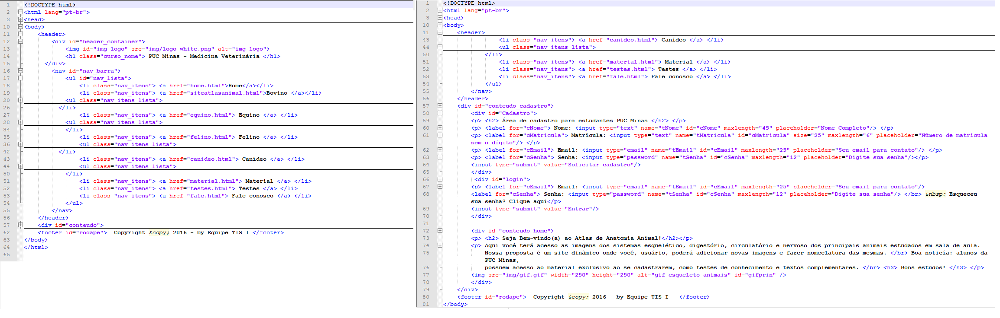 1 <!DOCTYPE html>
2 <html lang="pt-br">
3 <head>
10 <body>
11 <header>
12 <div id="header_container">
13 <img id="img_logo" src="img/logo_white.png" alt="img_logo">
14 <h1 class="curso_nome"> PUC Minas - Medicina Veterinária </h1>
15 </div>
16 <nav id="nav_barra">
17 <ul id="nav_lista">
18 <li class="nav_itens"> <a href="home.html">Home</a></li>
19 <li class="nav_itens"> <a href="siteatlasanimal.html">Bovino </a></li>
20 <ul class="nav itens lista">
26 </li>
27 <li class="nav_itens"> <a href="equino.html"> Equino </a> </li>
28 <ul class="nav itens lista">
34 </li>
35 <li class="nav_itens"> <a href="felino.html"> Felino </a> </li>
36 <ul class="nav itens lista">
42 </li>
43 <li class="nav_itens"> <a href="canideo.html"> Canídeo </a> </li>
44 <ul class="nav itens lista">
50 </li>
51 <li class="nav_itens"> <a href="material.html"> Material </a> </li>
52 <li class="nav_itens"> <a href="testes.html"> Testes </a> </li>
53 <li class="nav_itens"> <a href="fale.html"> Fale conosco </a> </li>
54 </ul>
55 </nav>
56 </header>
57 <div id="conteudo">
62 <footer id="rodape"> Copyright &copy; 2016 - by Equipe TIS I </footer>
63 </body>
64 </html>
65
1 <!DOCTYPE html>
2 <html lang="pt-br">
3 <head>
10 <body>
11 <header>
43 <li class="nav_itens"> <a href="canideo.html"> Canídeo </a> </li>
44 <ul class="nav itens lista">
50 </li>
51 <li class="nav_itens"> <a href="material.html"> Material </a> </li>
52 <li class="nav_itens"> <a href="testes.html"> Testes </a> </li>
53 <li class="nav_itens"> <a href="fale.html"> Fale conosco </a> </li>
54 </ul>
55 </nav>
56 </header>
57 <div id="conteudo_cadastro">
58 <div id="Cadastro">
59 <p> <h2> Área de cadastro para estudantes PUC Minas </h2> </p>
60 <p> <label for="cNome"> Nome: <input type="text" name="tNome" id="cNome" maxlength="45" placeholder="Nome Completo"/> </p>
61 <p> <label for="cMatricula"> Matrícula: <input type="text" name="tMatricula" id="cMatricula" size="25" maxlength="6" placeholder="Número de matrícula
sem o dígito"/> </p>
62 <p> <label for="cEmail"> Email: <input type="email" name="tEmail" id="cEmail" maxlength="25" placeholder="Seu email para contato"/> </p>
63 <p> <label for="cSenha"> Senha: <input type="password" name="tSenha" id="cSenha" maxlength="12" placeholder="Digite sua senha"/></p>
64 <input type="submit" value="Solicitar cadastro"/>
65 </div>
66 <div id="login">
67 <p> <label for="cEmail"> Email: <input type="email" name="tEmail" id="cEmail" maxlength="25" placeholder="Seu email para contato"/>
68 <label for="cSenha"> Senha: <input type="password" name="tSenha" id="cSenha" maxlength="12" placeholder="Digite sua senha"/> </br> &nbsp; Esqueceu
sua senha? Clique aqui</p>
69 <input type="submit" value="Entrar"/>
70 </div>
71
72 <div id="conteudo_home">
73 <p> <h2> Seja Bem-vindo(a) ao Atlas de Anatomia Animal!</h2></p>
74 <p> Aqui você terá acesso as imagens dos sistemas esquelético, digestório, circulatório e nervoso dos principais animais estudados em sala de aula.
75 Nossa proposta é um site dinâmico onde você, usuário, poderá adicionar novas imagens e fazer nomeclatura das mesmas. </br> Boa noticía: alunos da
PUC Minas,
76 possuem acesso ao material exclusivo ao se cadastrarem, como testes de conhecimento e textos complementares. </br> <h3> Bons estudos! </h3> </p>
77 <img src="img/gif.gif" width="250" height="250" alt="gif esqueleto animais" id="gifprin" />
78 </div>
79 </div>
80 <footer id="rodape"> Copyright &copy; 2016 - by Equipe TIS I </footer>
81 </body>